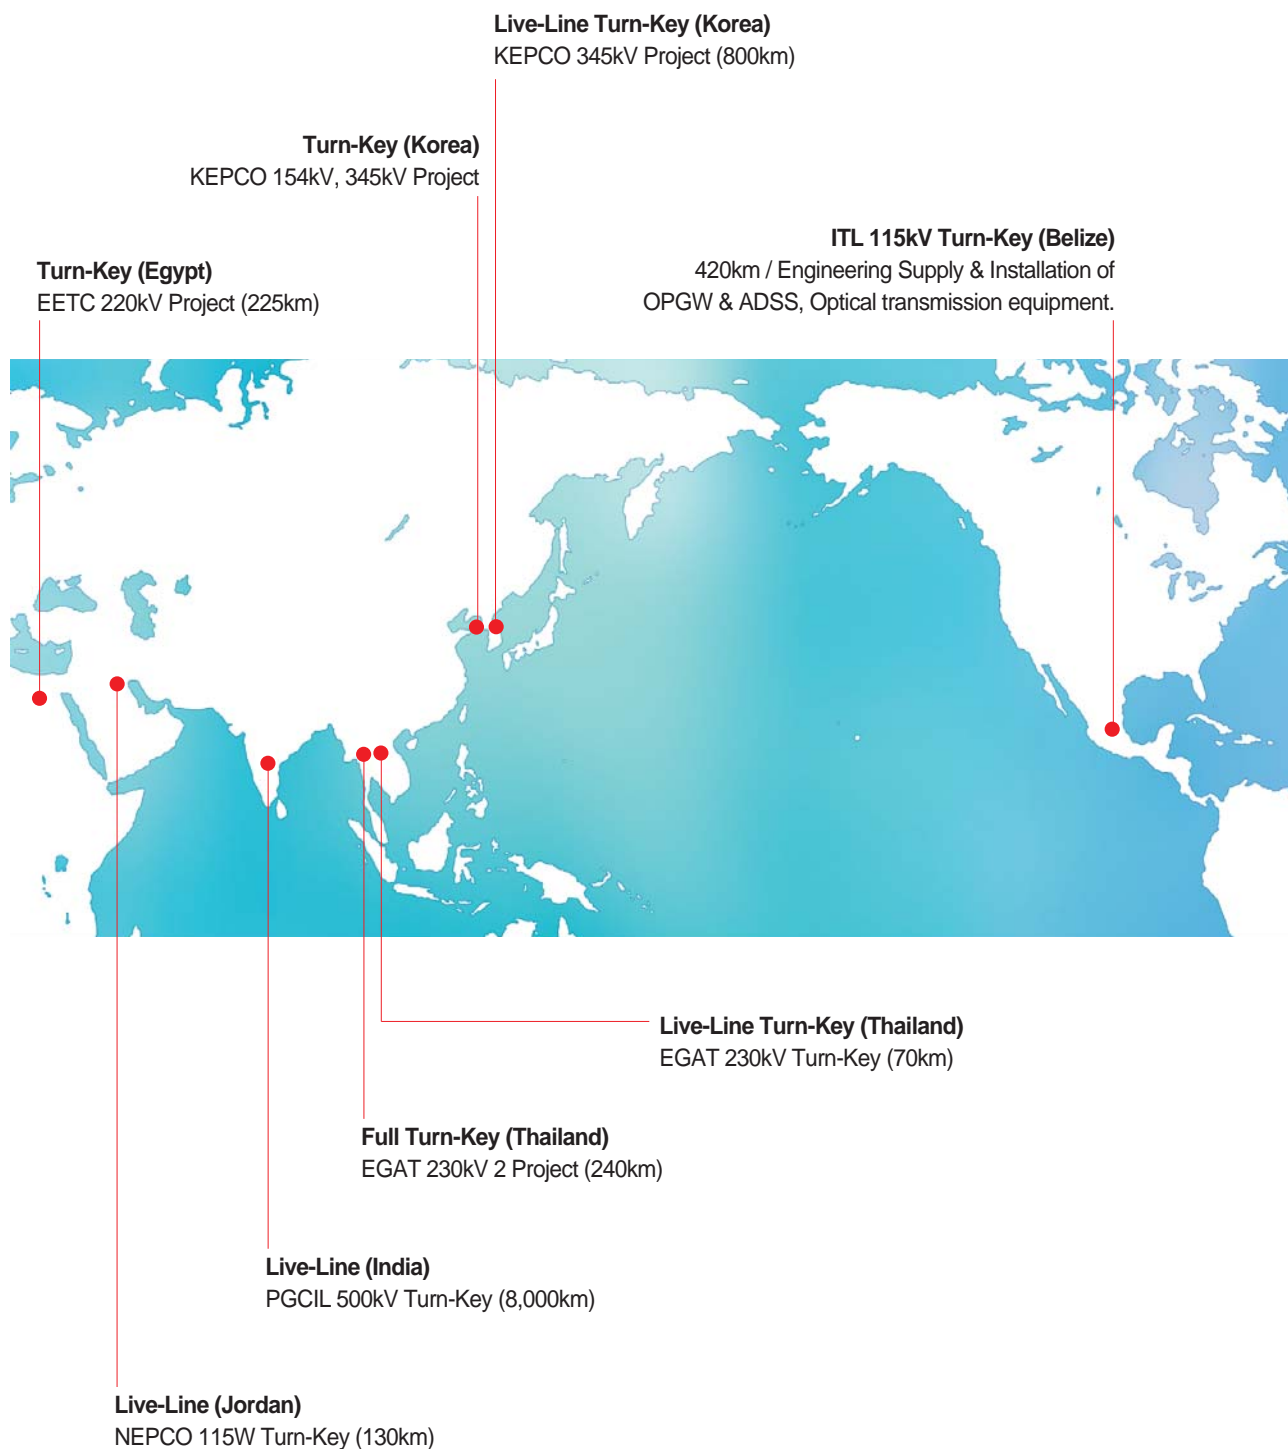 Live-Line Turn-Key (Korea)
KEPCO 345kV Project (800km)
Turn-Key (Korea)
KEPCO 154kV, 345kV Project
ITL 115kV Turn-Key (Belize)
420km / Engineering Supply & Installation of
OPGW & ADSS, Optical transmission equipment.
Turn-Key (Egypt)
EETC 220kV Project (225km)
Live-Line Turn-Key (Thailand)
EGAT 230kV Turn-Key (70km)
Full Turn-Key (Thailand)
EGAT 230kV 2 Project (240km)
Live-Line (India)
PGCIL 500kV Turn-Key (8,000km)
Live-Line (Jordan)
NEPCO 115W Turn-Key (130km)